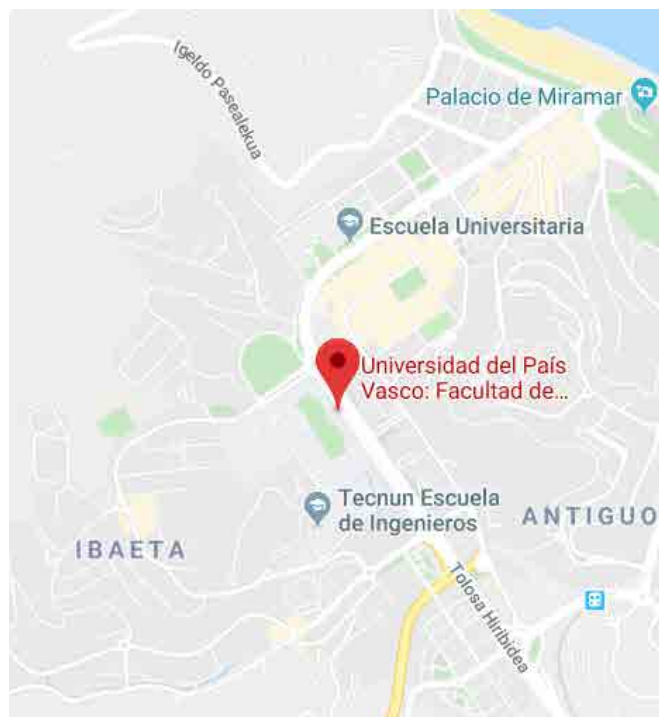 Igeldo Pasealekua
Palacio de Miramar
Escuela Universitaria
Universidad del País
Vasco: Facultad de...
Tecnun Escuela
de Ingenieros
ANTIGUO
IBAETA
Tolosa Hiribidea